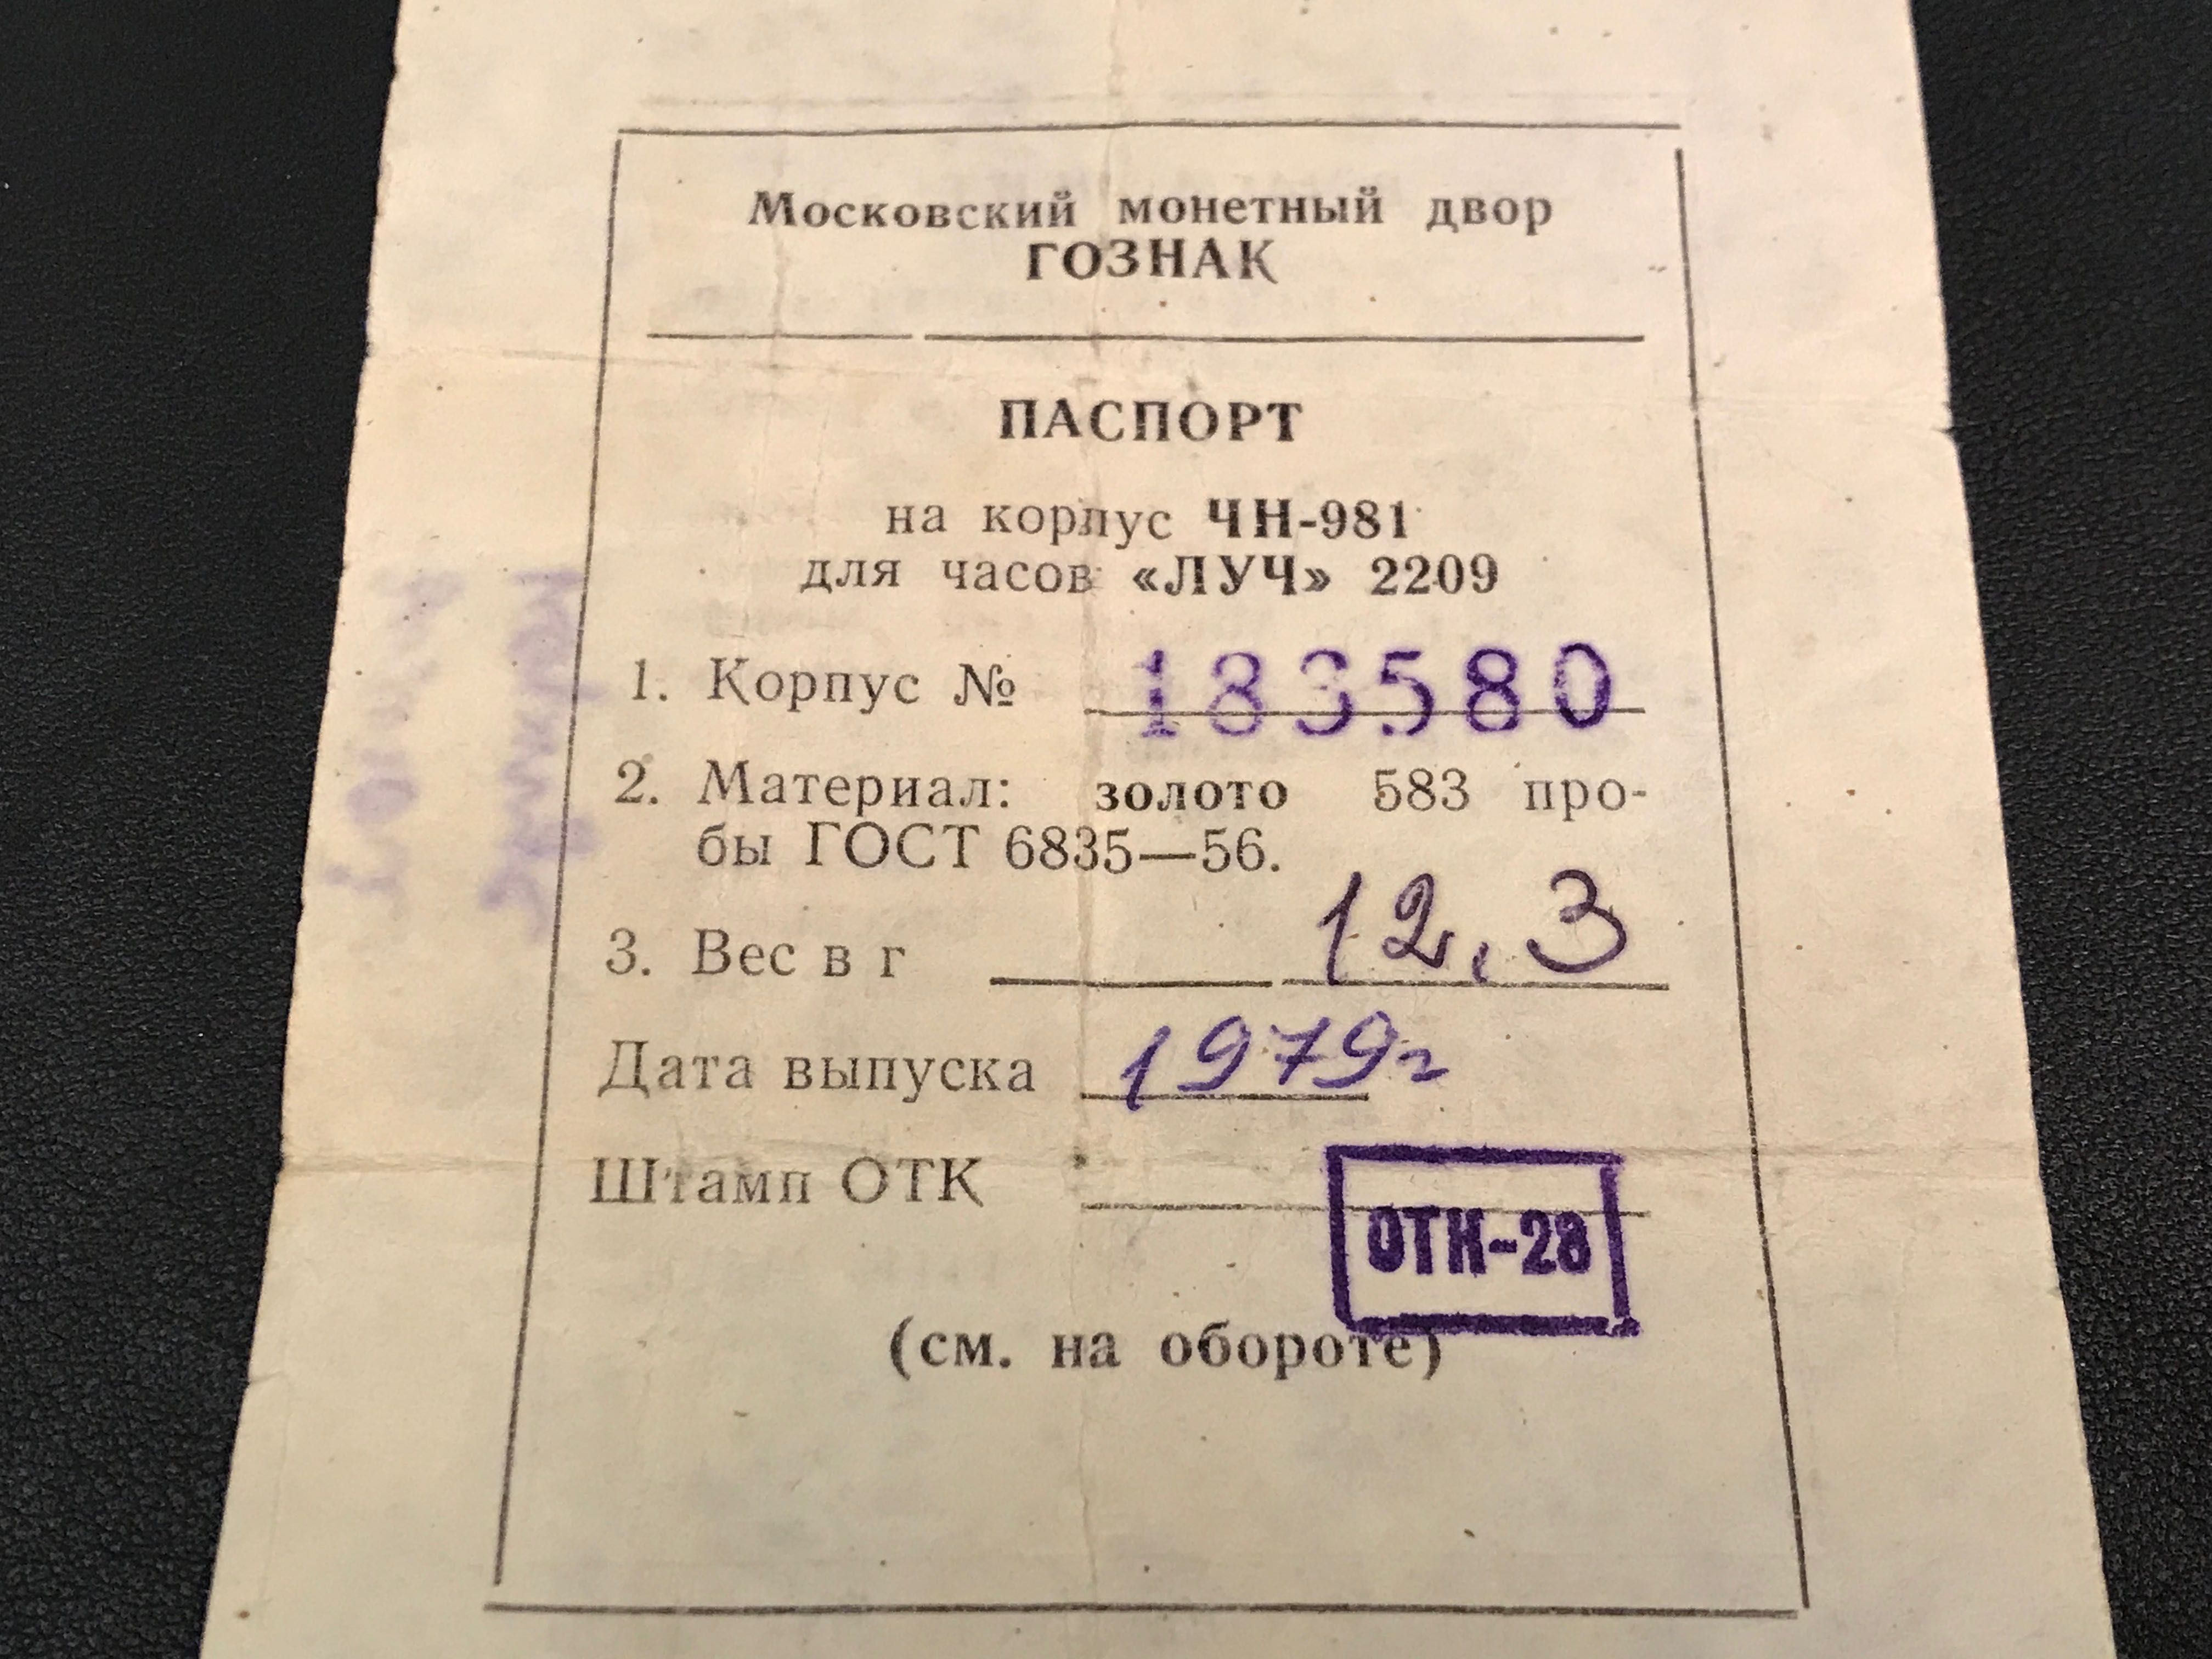 Московский монетный двор
ГОЗНАК
ПАСПОРТ
на корпус ЧН-981
для часов «ЛУЧ» 2209
1. Корпус № 183580
2. Материал: золото 583 про-
бы ГОСТ 6835—56.
3. Вес в г 12,3
Дата выпуска 1979г
Штамп ОТК
ОТК-28
(см. на обороте)